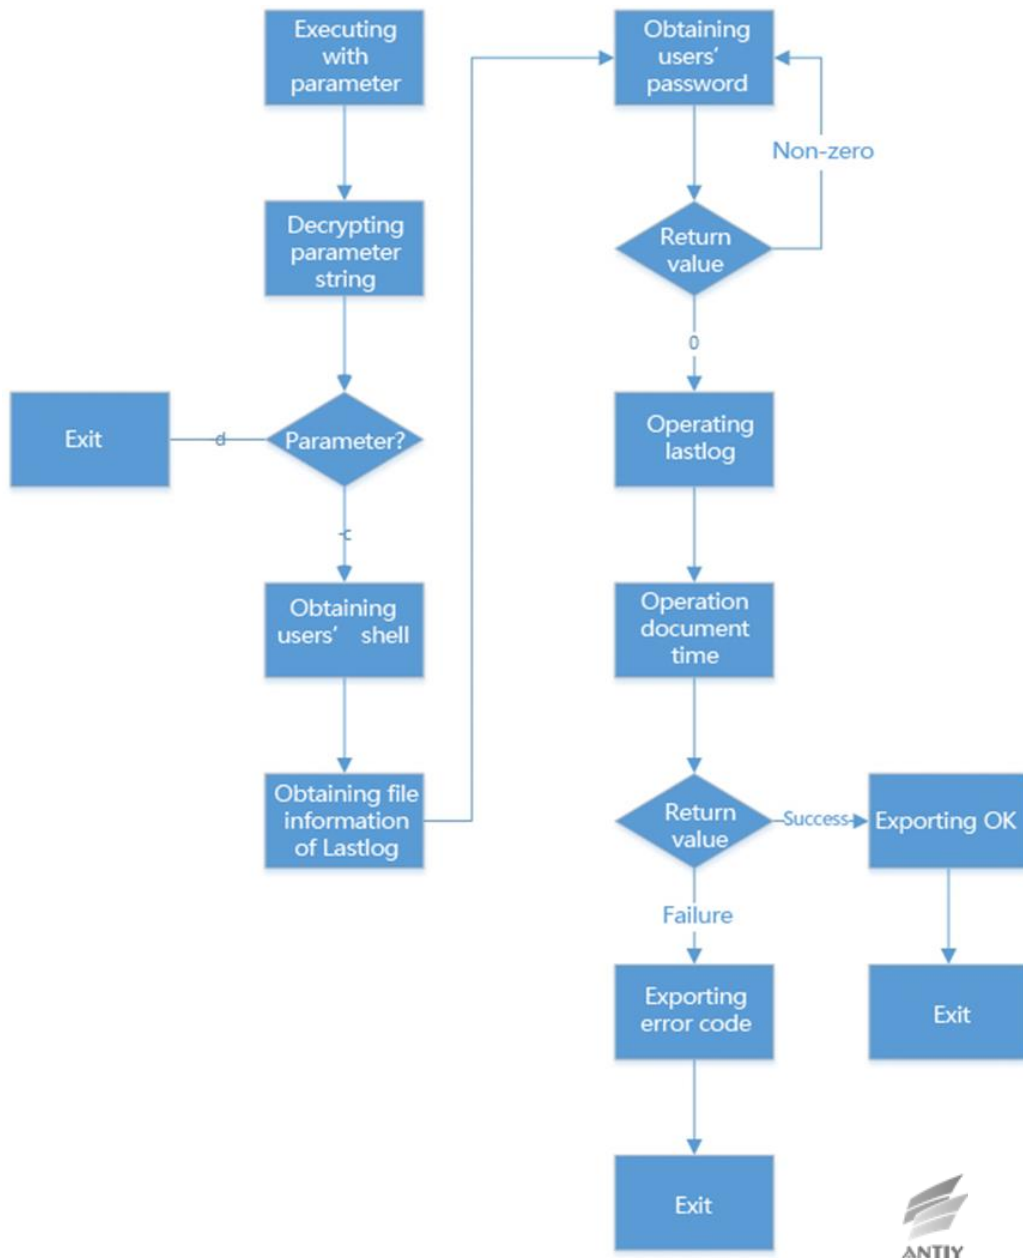 Executing
with
parameter
Decrypting
parameter
string
Parameter?
d
Exit
-c
Obtaining
users' shell
Obtaining file
information
of Lastlog
Obtaining
users'
password
Non-zero
Return
value
0
Operating
lastlog
Operation
document
time
Return
value
Success
Exporting OK
Exit
Failure
Exporting
error code
Exit
ANTIY